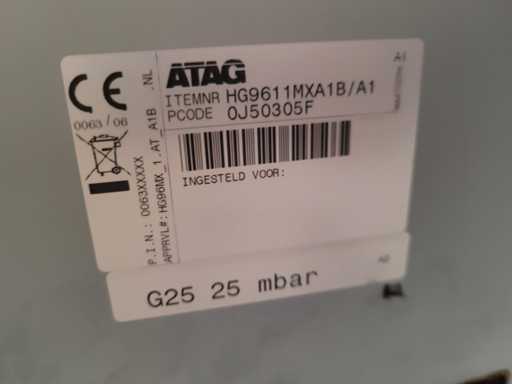 ATAG
ITEMNR HG9611MXA1B/A1
PCODE 0J50305F
INGESTELD VOOR:
0063 / 06
P.I.N.: 0063XXXXX .NL
APPRVL#:HG96MX_1.AT_A1B
A1
G25 25 mbar